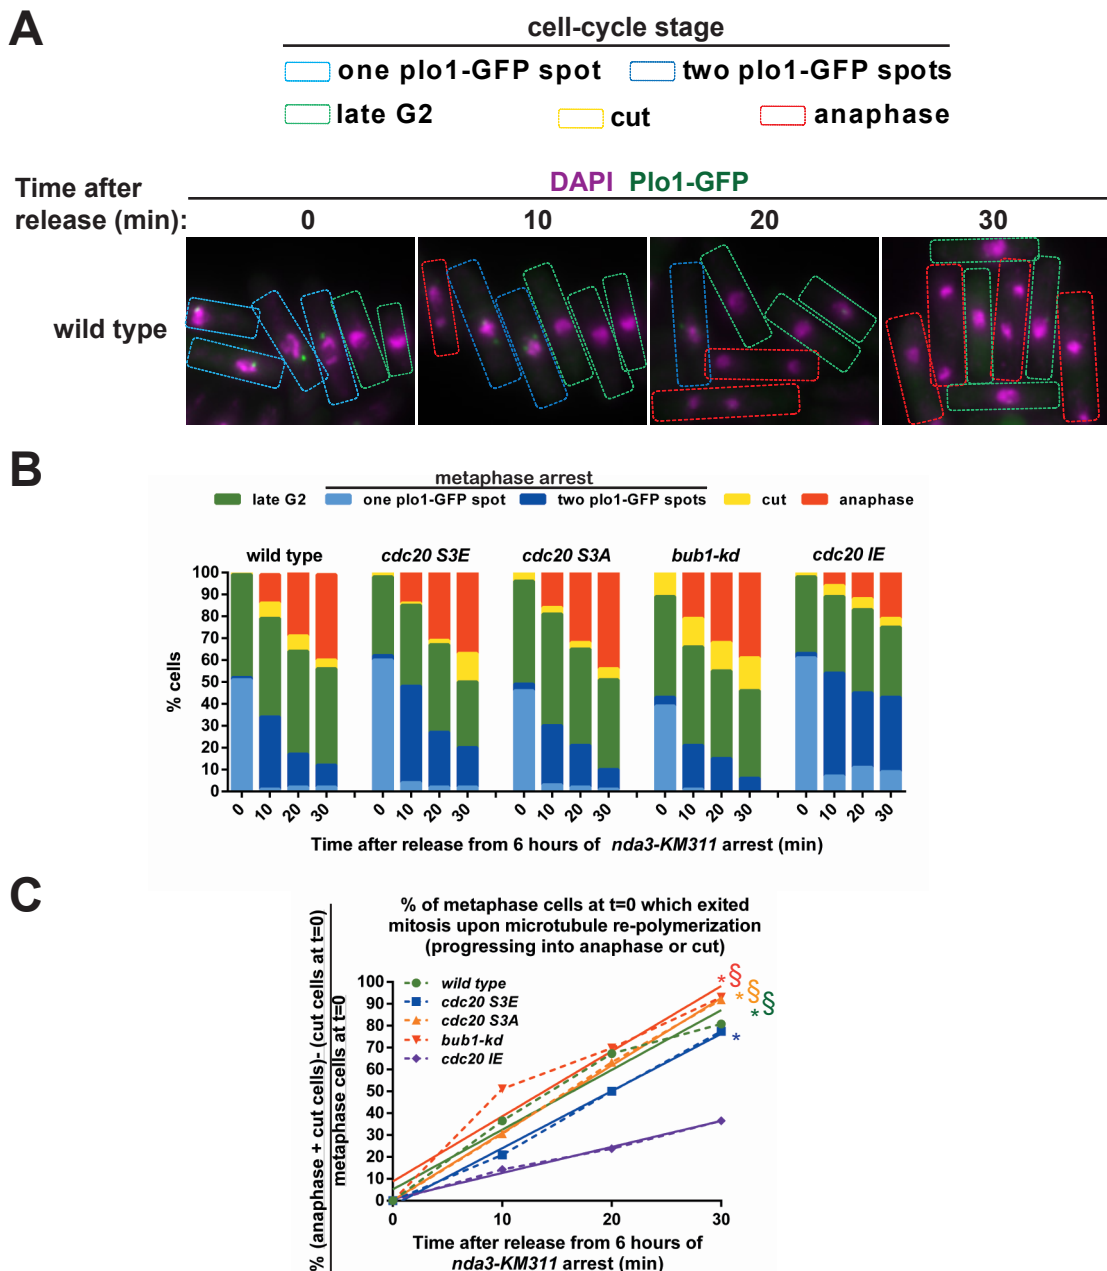 A
cell-cycle stage
one plo1-GFP spot two plo1-GFP spots
late G2 cut anaphase
Time after
release (min):
DAPI Plo1-GFP
0 10 20 30
wild type
B
metaphase arrest
late G2 one plo1-GFP spot two plo1-GFP spots cut anaphase
wild type cdc20 S3E cdc20 S3A bub1-kd cdc20 IE
% cells
100
90
80
70
60
50
40
30
20
10
0
0 10 20 30 0 10 20 30 0 10 20 30 0 10 20 30 0 10 20 30
Time after release from 6 hours of nda3-KM311 arrest (min)
C
% of metaphase cells at t=0 which exited
mitosis upon microtubule re-polymerization
(progressing into anaphase or cut)
% (anaphase + cut cells)- (cut cells at t=0)
metaphase cells at t=0
100
90
80
70
60
50
40
30
20
10
0
wild type
cdc20 S3E
cdc20 S3A
bub1-kd
cdc20 IE
* §
* §
* §
*
0 10 20 30
Time after release from 6 hours of
nda3-KM311 arrest (min)